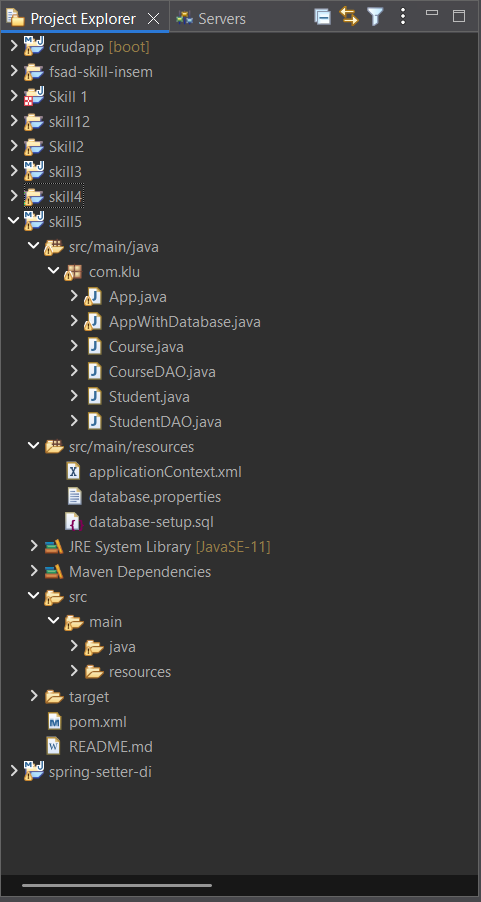 Project Explorer Servers
crudapp [boot]
fsad-skill-insem
Skill 1
skill12
Skill2
skill3
skill4
skill5
src/main/java
com.klu
App.java
AppWithDatabase.java
Course.java
CourseDAO.java
Student.java
StudentDAO.java
src/main/resources
applicationContext.xml
database.properties
database-setup.sql
JRE System Library [JavaSE-11]
Maven Dependencies
src
main
java
resources
target
pom.xml
README.md
spring-setter-di